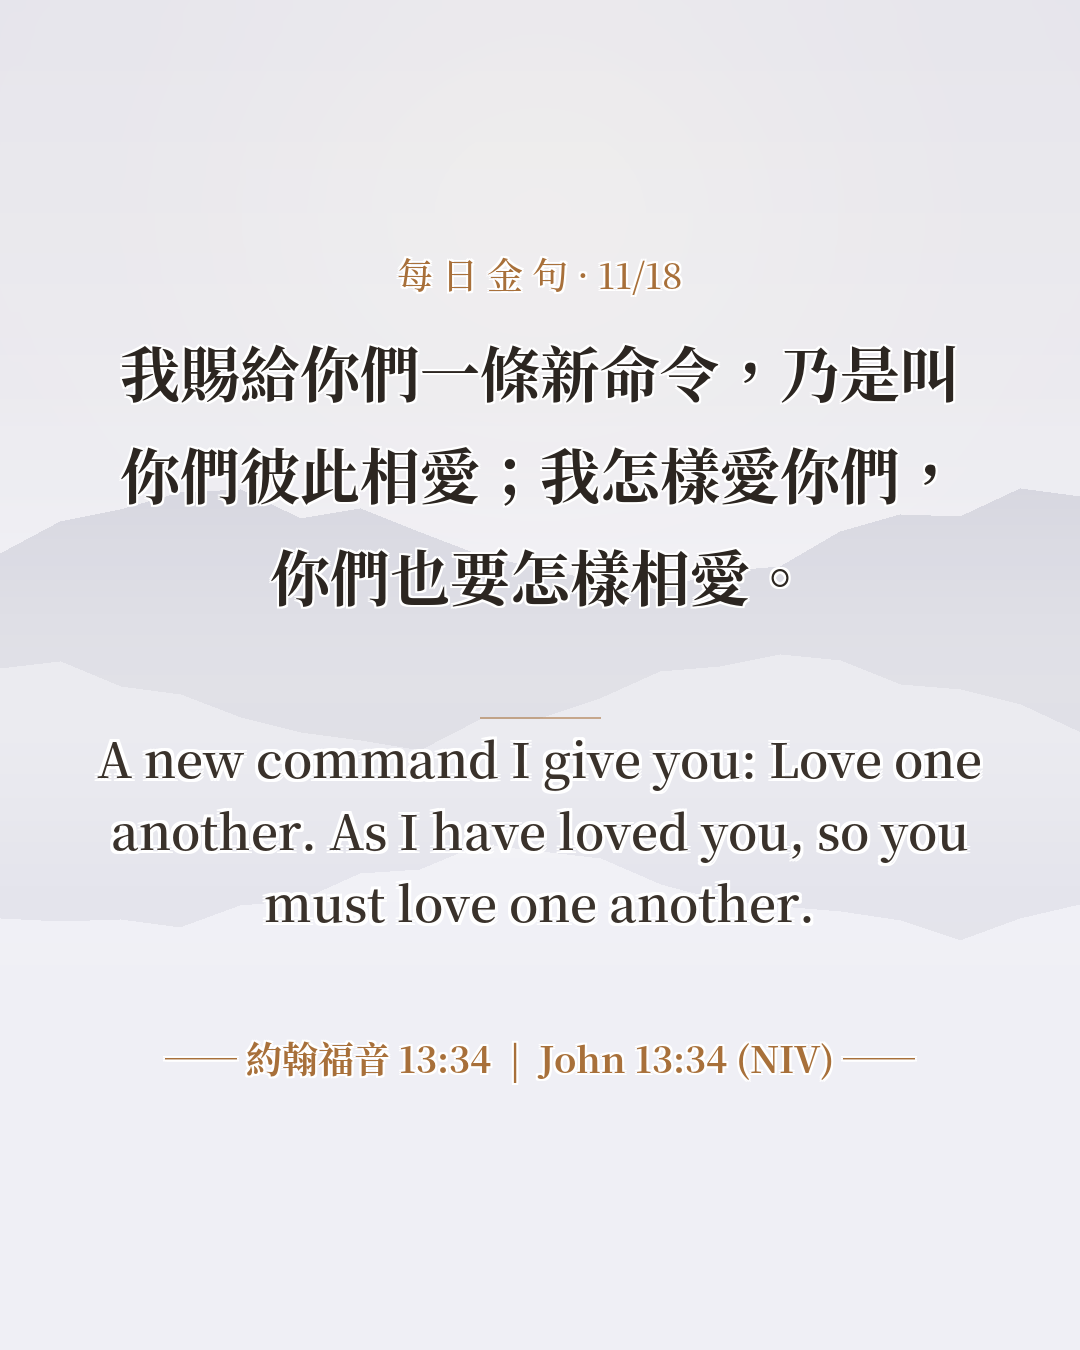 每日金句 · 11/18
我賜給你們一條新命令，乃是叫
你們彼此相愛；我怎樣愛你們，
你們也要怎樣相愛。
A new command I give you: Love one
another. As I have loved you, so you
must love one another.
—— 約翰福音 13:34 | John 13:34 (NIV) ——